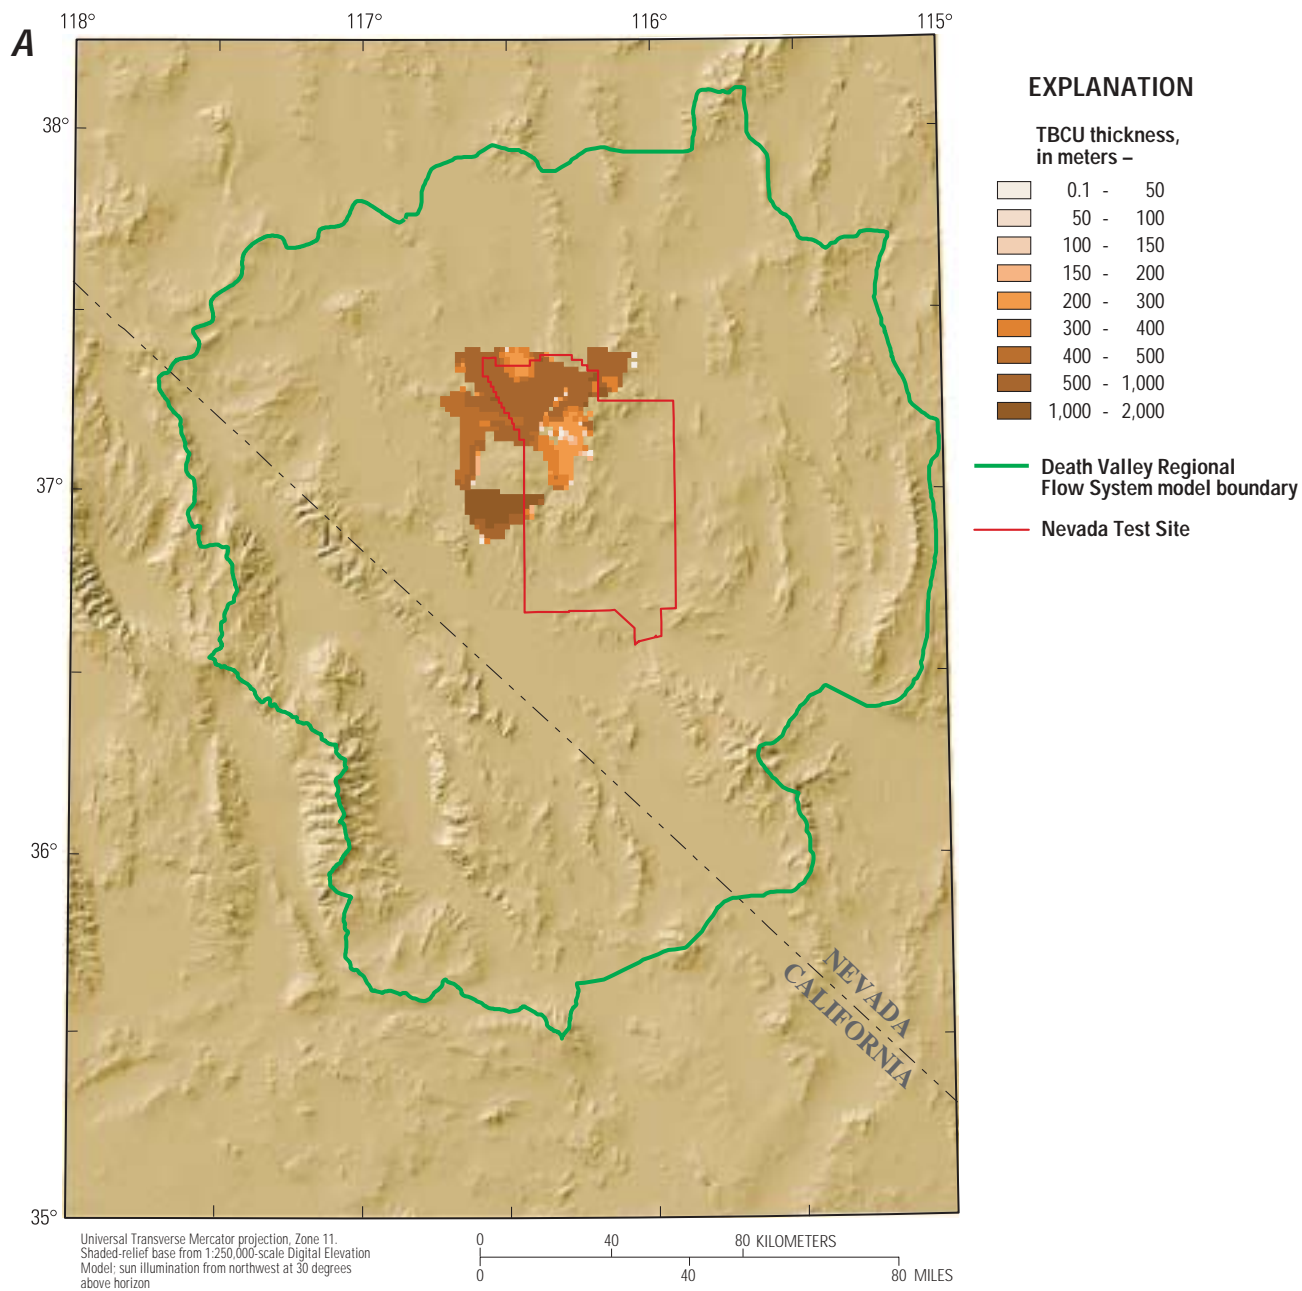 A
118°
117°
116°
115°
38°
37°
36°
35°
EXPLANATION
TBCU thickness,
in meters –
0.1 - 50
50 - 100
100 - 150
150 - 200
200 - 300
300 - 400
400 - 500
500 - 1,000
1,000 - 2,000
Death Valley Regional
Flow System model boundary
Nevada Test Site
NEVADA
CALIFORNIA
Universal Transverse Mercator projection, Zone 11.
Shaded-relief base from 1:250,000-scale Digital Elevation
Model; sun illumination from northwest at 30 degrees
above horizon
0 40 80 KILOMETERS
0 40 80 MILES